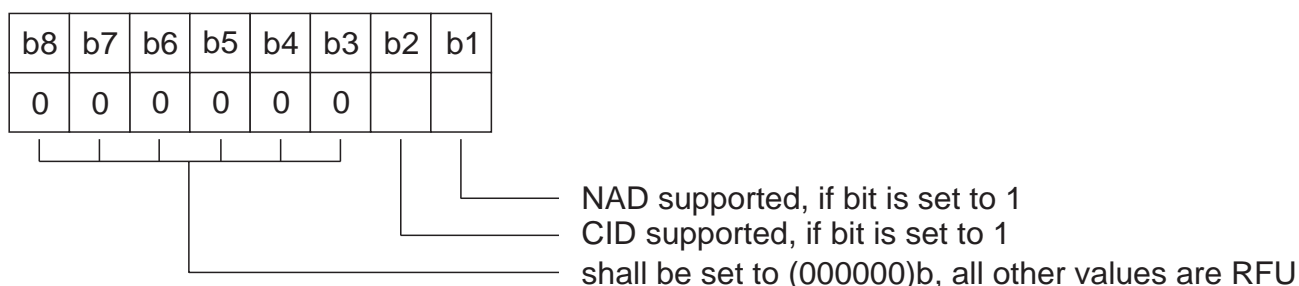 b8 b7 b6 b5 b4 b3 b2 b1
0 0 0 0 0 0
NAD supported, if bit is set to 1
CID supported, if bit is set to 1
shall be set to (000000)b, all other values are RFU